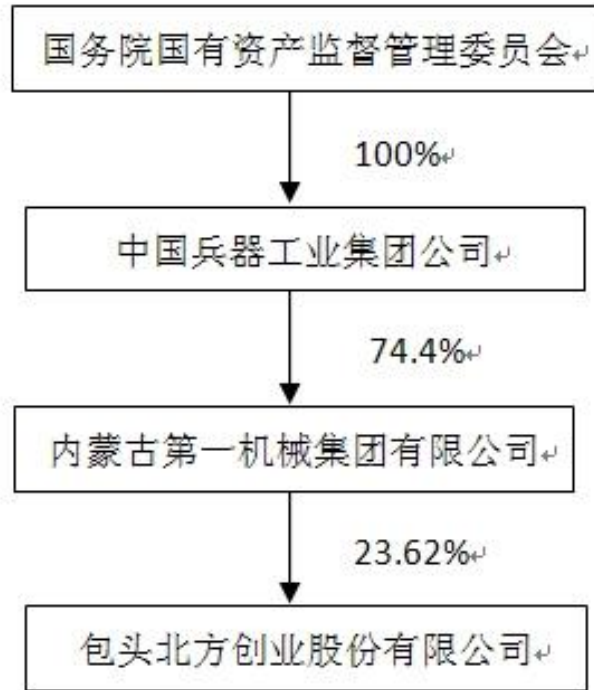 国务院国有资产监督管理委员会
100%
中国兵器工业集团公司
74.4%
内蒙古第一机械集团有限公司
23.62%
包头北方创业股份有限公司